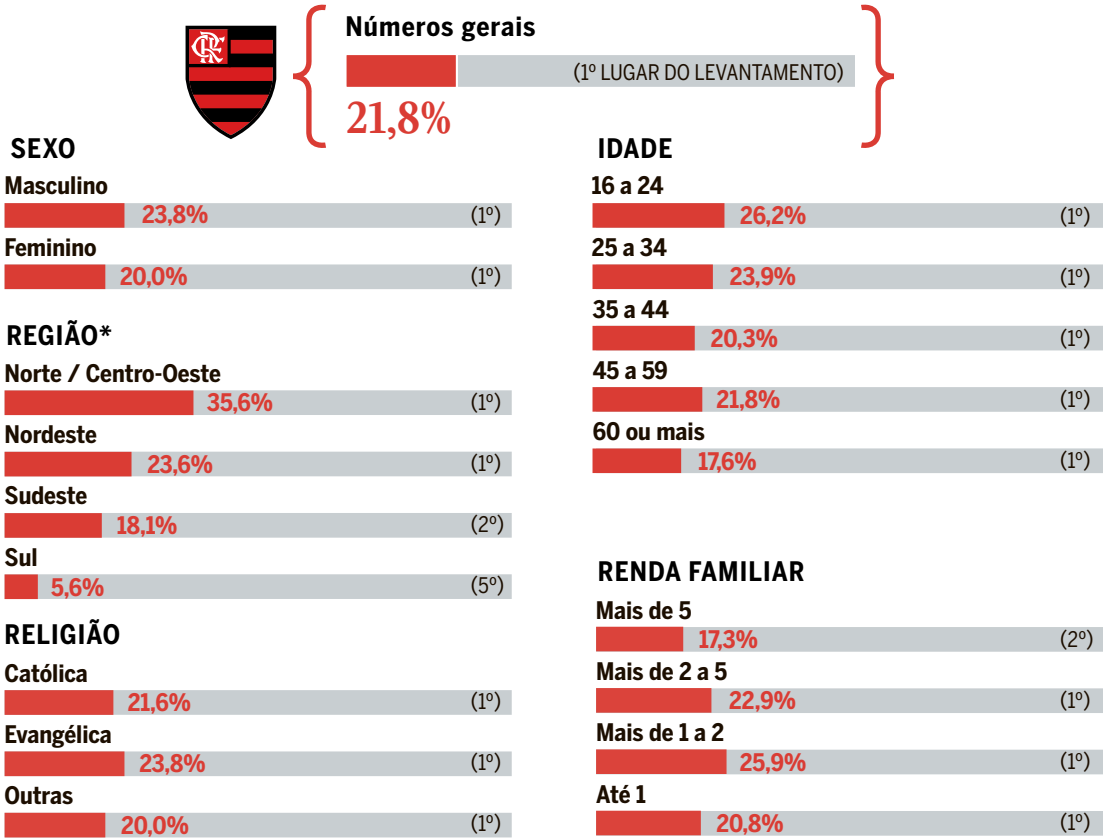 Números gerais
(1º LUGAR DO LEVANTAMENTO)
21,8%
SEXO
Masculino
23,8% (1º)
Feminino
20,0% (1º)
REGIÃO*
Norte / Centro-Oeste
35,6% (1º)
Nordeste
23,6% (1º)
Sudeste
18,1% (2º)
Sul
5,6% (5º)
RELIGIÃO
Católica
21,6% (1º)
Evangélica
23,8% (1º)
Outras
20,0% (1º)
IDADE
16 a 24
26,2% (1º)
25 a 34
23,9% (1º)
35 a 44
20,3% (1º)
45 a 59
21,8% (1º)
60 ou mais
17,6% (1º)
RENDA FAMILIAR
Mais de 5
17,3% (2º)
Mais de 2 a 5
22,9% (1º)
Mais de 1 a 2
25,9% (1º)
Até 1
20,8% (1º)